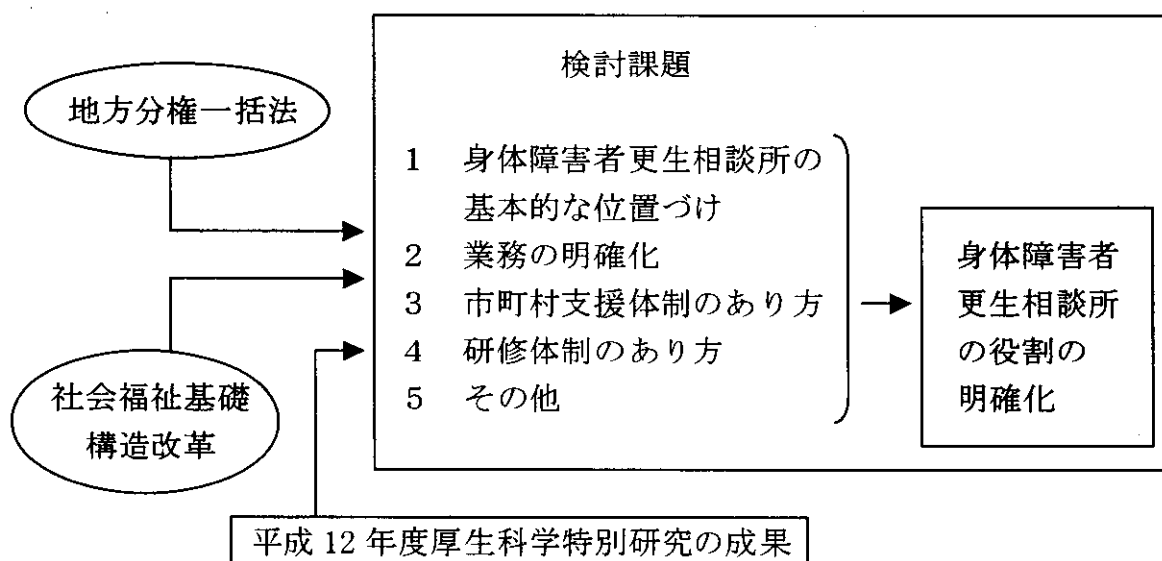 地方分権一括法
社会福祉基礎
構造改革
平成12年度厚生科学特別研究の成果
検討課題
1 身体障害者更生相談所の
基本的な位置づけ
2 業務の明確化
3 市町村支援体制のあり方
4 研修体制のあり方
5 その他
身体障害者
更生相談所
の役割の
明確化